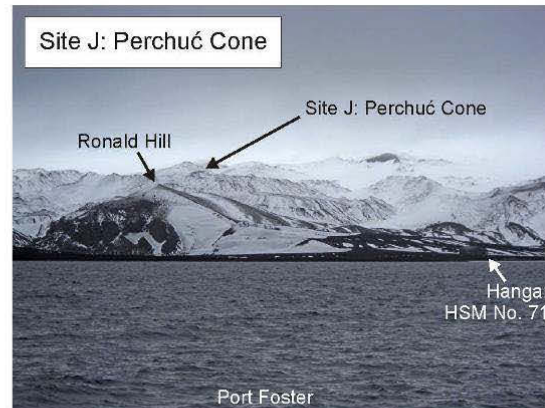 Site J: Perchuć Cone
Site J: Perchuć Cone
Ronald Hill
Hanga
HSM No. 71
Port Foster